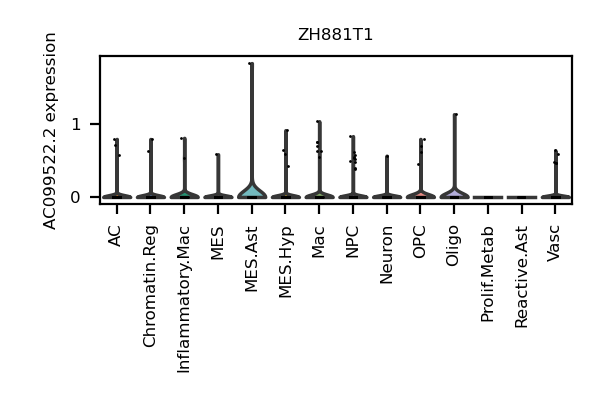 ZH881T1
AC099522.2 expression
1
0
AC
Chromatin.Reg
Inflammatory.Mac
MES
MES.Ast
MES.Hyp
Mac
NPC
Neuron
OPC
Oligo
Prolif.Metab
Reactive.Ast
Vasc